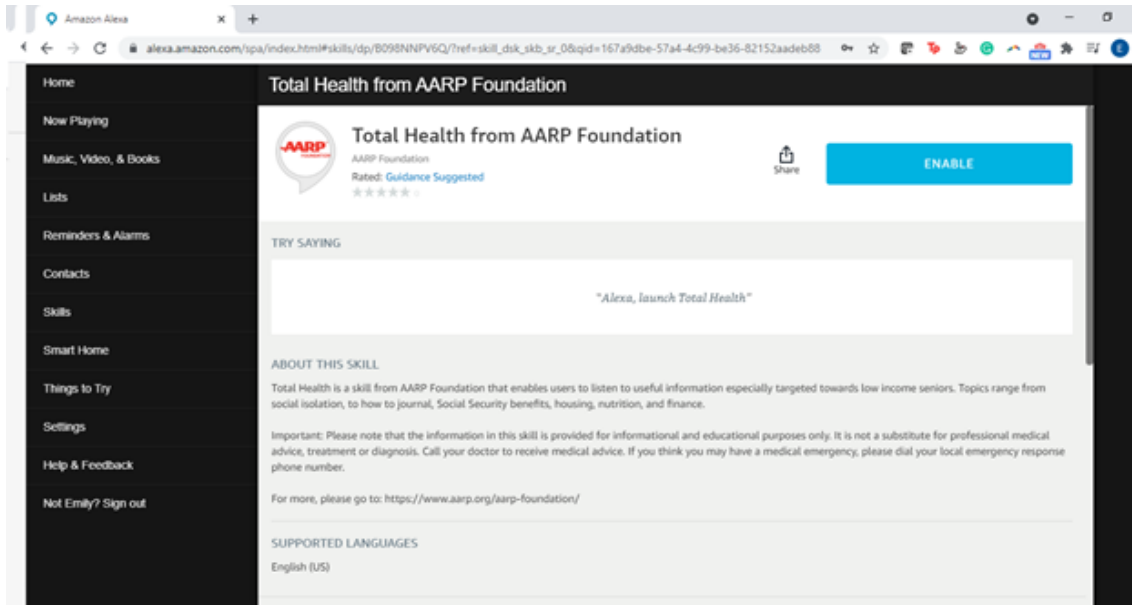 Amazon Alexa
alexa.amazon.com/spa/index.html#skills/dp/B098NNPV6Q/?ref=skill_dsk_skb_sr_0&qid=167a9dbe-57a4-4c99-be36-82152aadeb88
NEW
E
Home
Now Playing
Music, Video, & Books
Lists
Reminders & Alarms
Contacts
Skills
Smart Home
Things to Try
Settings
Help & Feedback
Not Emily? Sign out
Total Health from AARP Foundation
AARP
FOUNDATION
Total Health from AARP Foundation
AARP Foundation
Rated: Guidance Suggested
Share
ENABLE
TRY SAYING
"Alexa, launch Total Health"
ABOUT THIS SKILL
Total Health is a skill from AARP Foundation that enables users to listen to useful information especially targeted towards low income seniors. Topics range from
social isolation, to how to journal, Social Security benefits, housing, nutrition, and finance.
Important: Please note that the information in this skill is provided for informational and educational purposes only. It is not a substitute for professional medical
advice, treatment or diagnosis. Call your doctor to receive medical advice. If you think you may have a medical emergency, please dial your local emergency response
phone number.
For more, please go to: https://www.aarp.org/aarp-foundation/
SUPPORTED LANGUAGES
English (US)